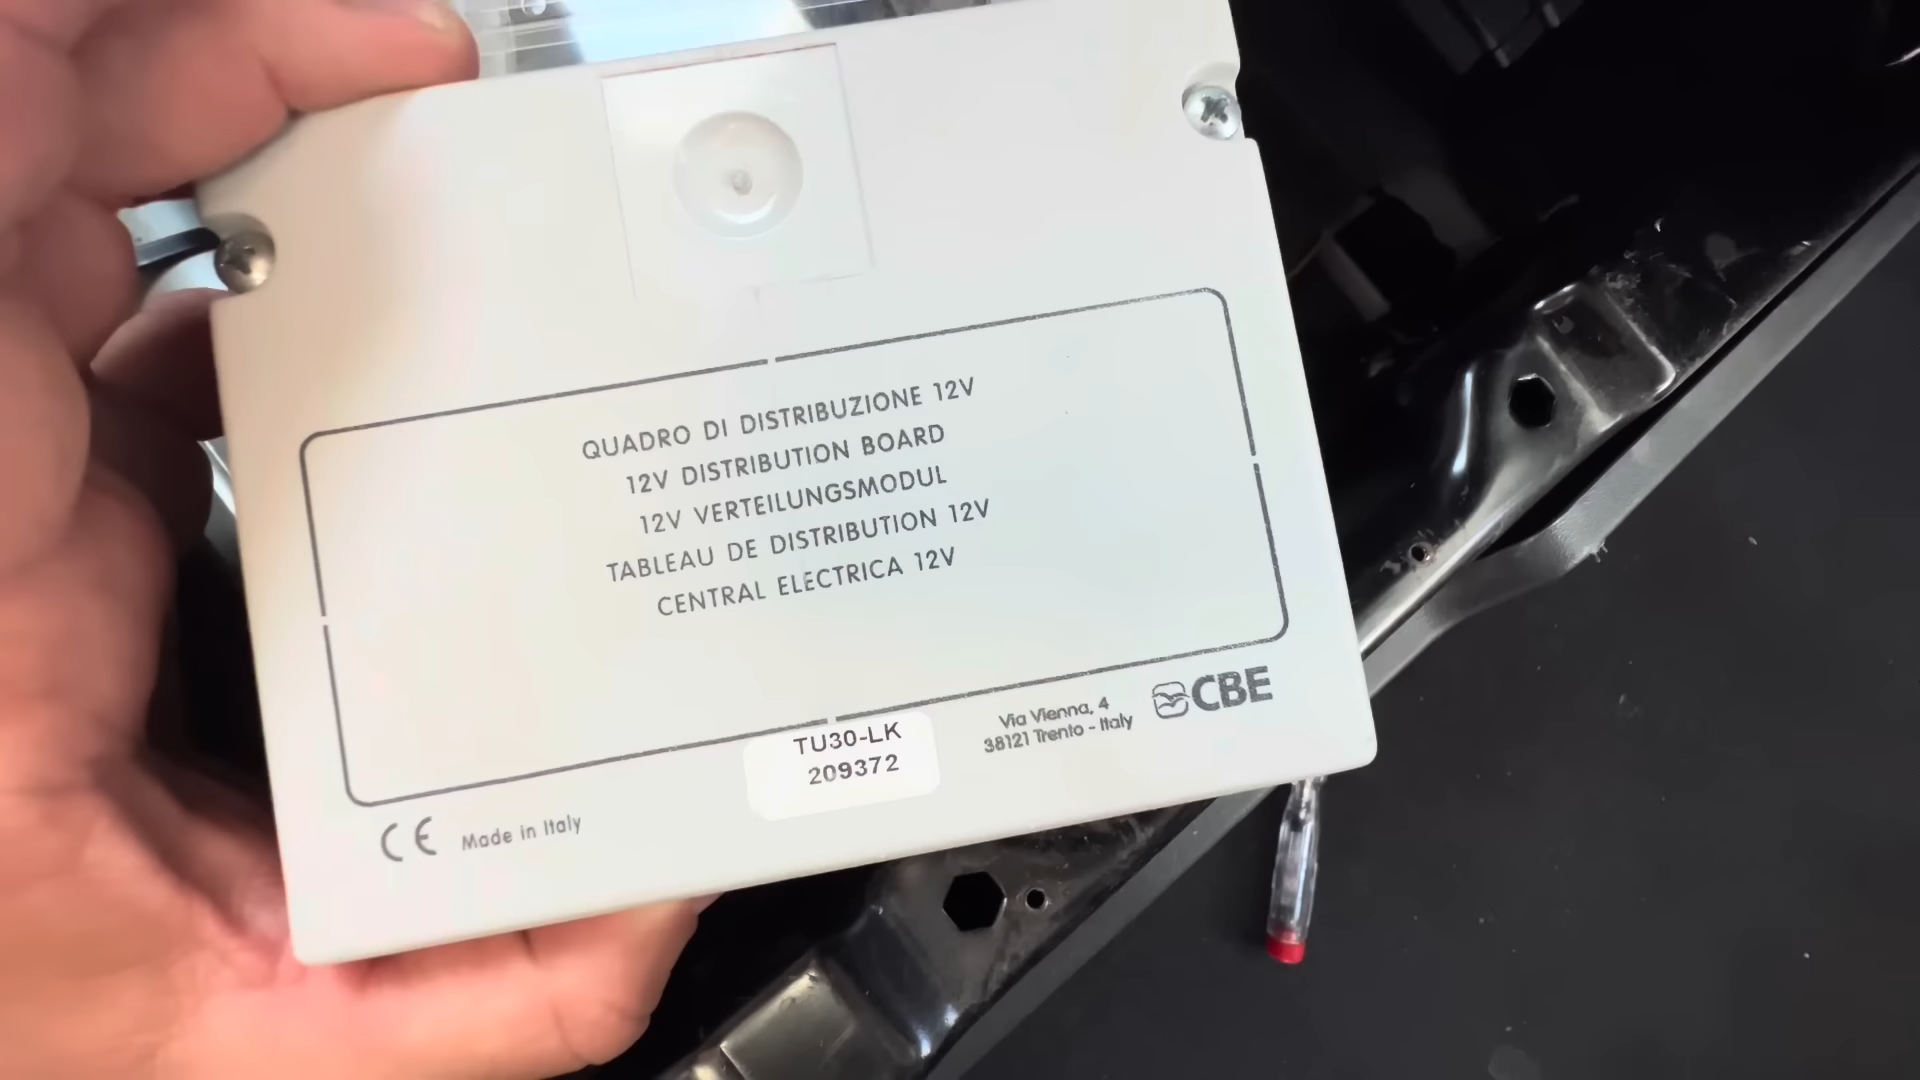 QUADRO DI DISTRIBUZIONE 12V
12V DISTRIBUTION BOARD
12V VERTEILUNGSMODUL
TABLEAU DE DISTRIBUTION 12V
CENTRAL ELECTRICA 12V
TU30-LK
209372
Via Vienna, 4
38121 Trento - Italy
CBE
CE Made in Italy